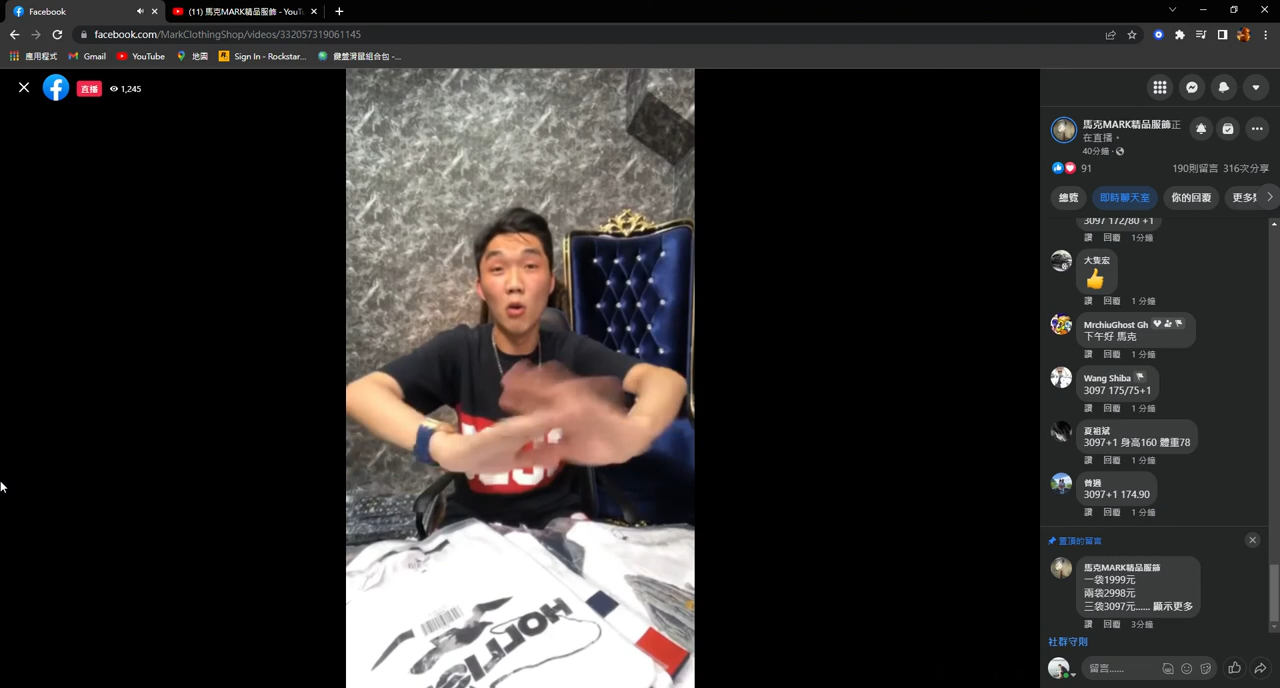 Facebook
(11) 馬克MARK精品服飾 - YouTu
facebook.com/MarkClothingShop/videos/332057319061145
應用程式
Gmail
YouTube
地圖
Sign In - Rockstar...
鍵盤滑鼠組合包 -...
直播
1,245
馬克MARK精品服飾正
在直播。
40分鐘
91
190則留言 316次分享
總覽
即時聊天室
你的回覆
更多
3097 172/80 +1
讚 回覆 1分鐘
大隻宏
讚 回覆 1分鐘
MrchiuGhost Gh
下午好 馬克
讚 回覆 1分鐘
Wang Shiba
3097 175/75+1
讚 回覆 1分鐘
夏祖斌
3097+1 身高160 體重78
讚 回覆 1分鐘
3097+1 174.90
讚 回覆 1分鐘
置頂的留言
馬克MARK精品服飾
一袋1999元
兩袋2998元
三袋3097元...... 顯示更多
讚 回覆 3分鐘
社群守則
留言......